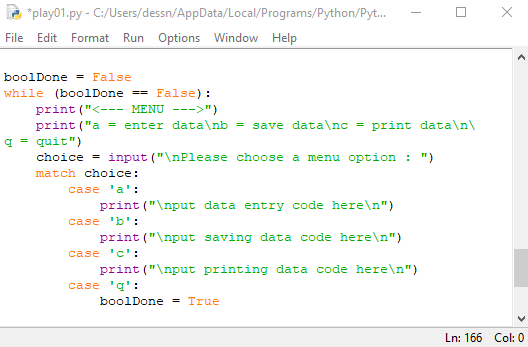 *play01.py - C:/Users/dessn/AppData/Local/Programs/Python/Pyt...
File Edit Format Run Options Window Help
boolDone = False
while (boolDone == False):
    print("<--- MENU --->")
    print("a = enter data\nb = save data\nc = print data\n\
q = quit")
    choice = input("\nPlease choose a menu option : ")
    match choice:
        case 'a':
            print("\nput data entry code here\n")
        case 'b':
            print("\nput saving data code here\n")
        case 'c':
            print("\nput printing data code here\n")
        case 'q':
            boolDone = True
Ln: 166 Col: 0